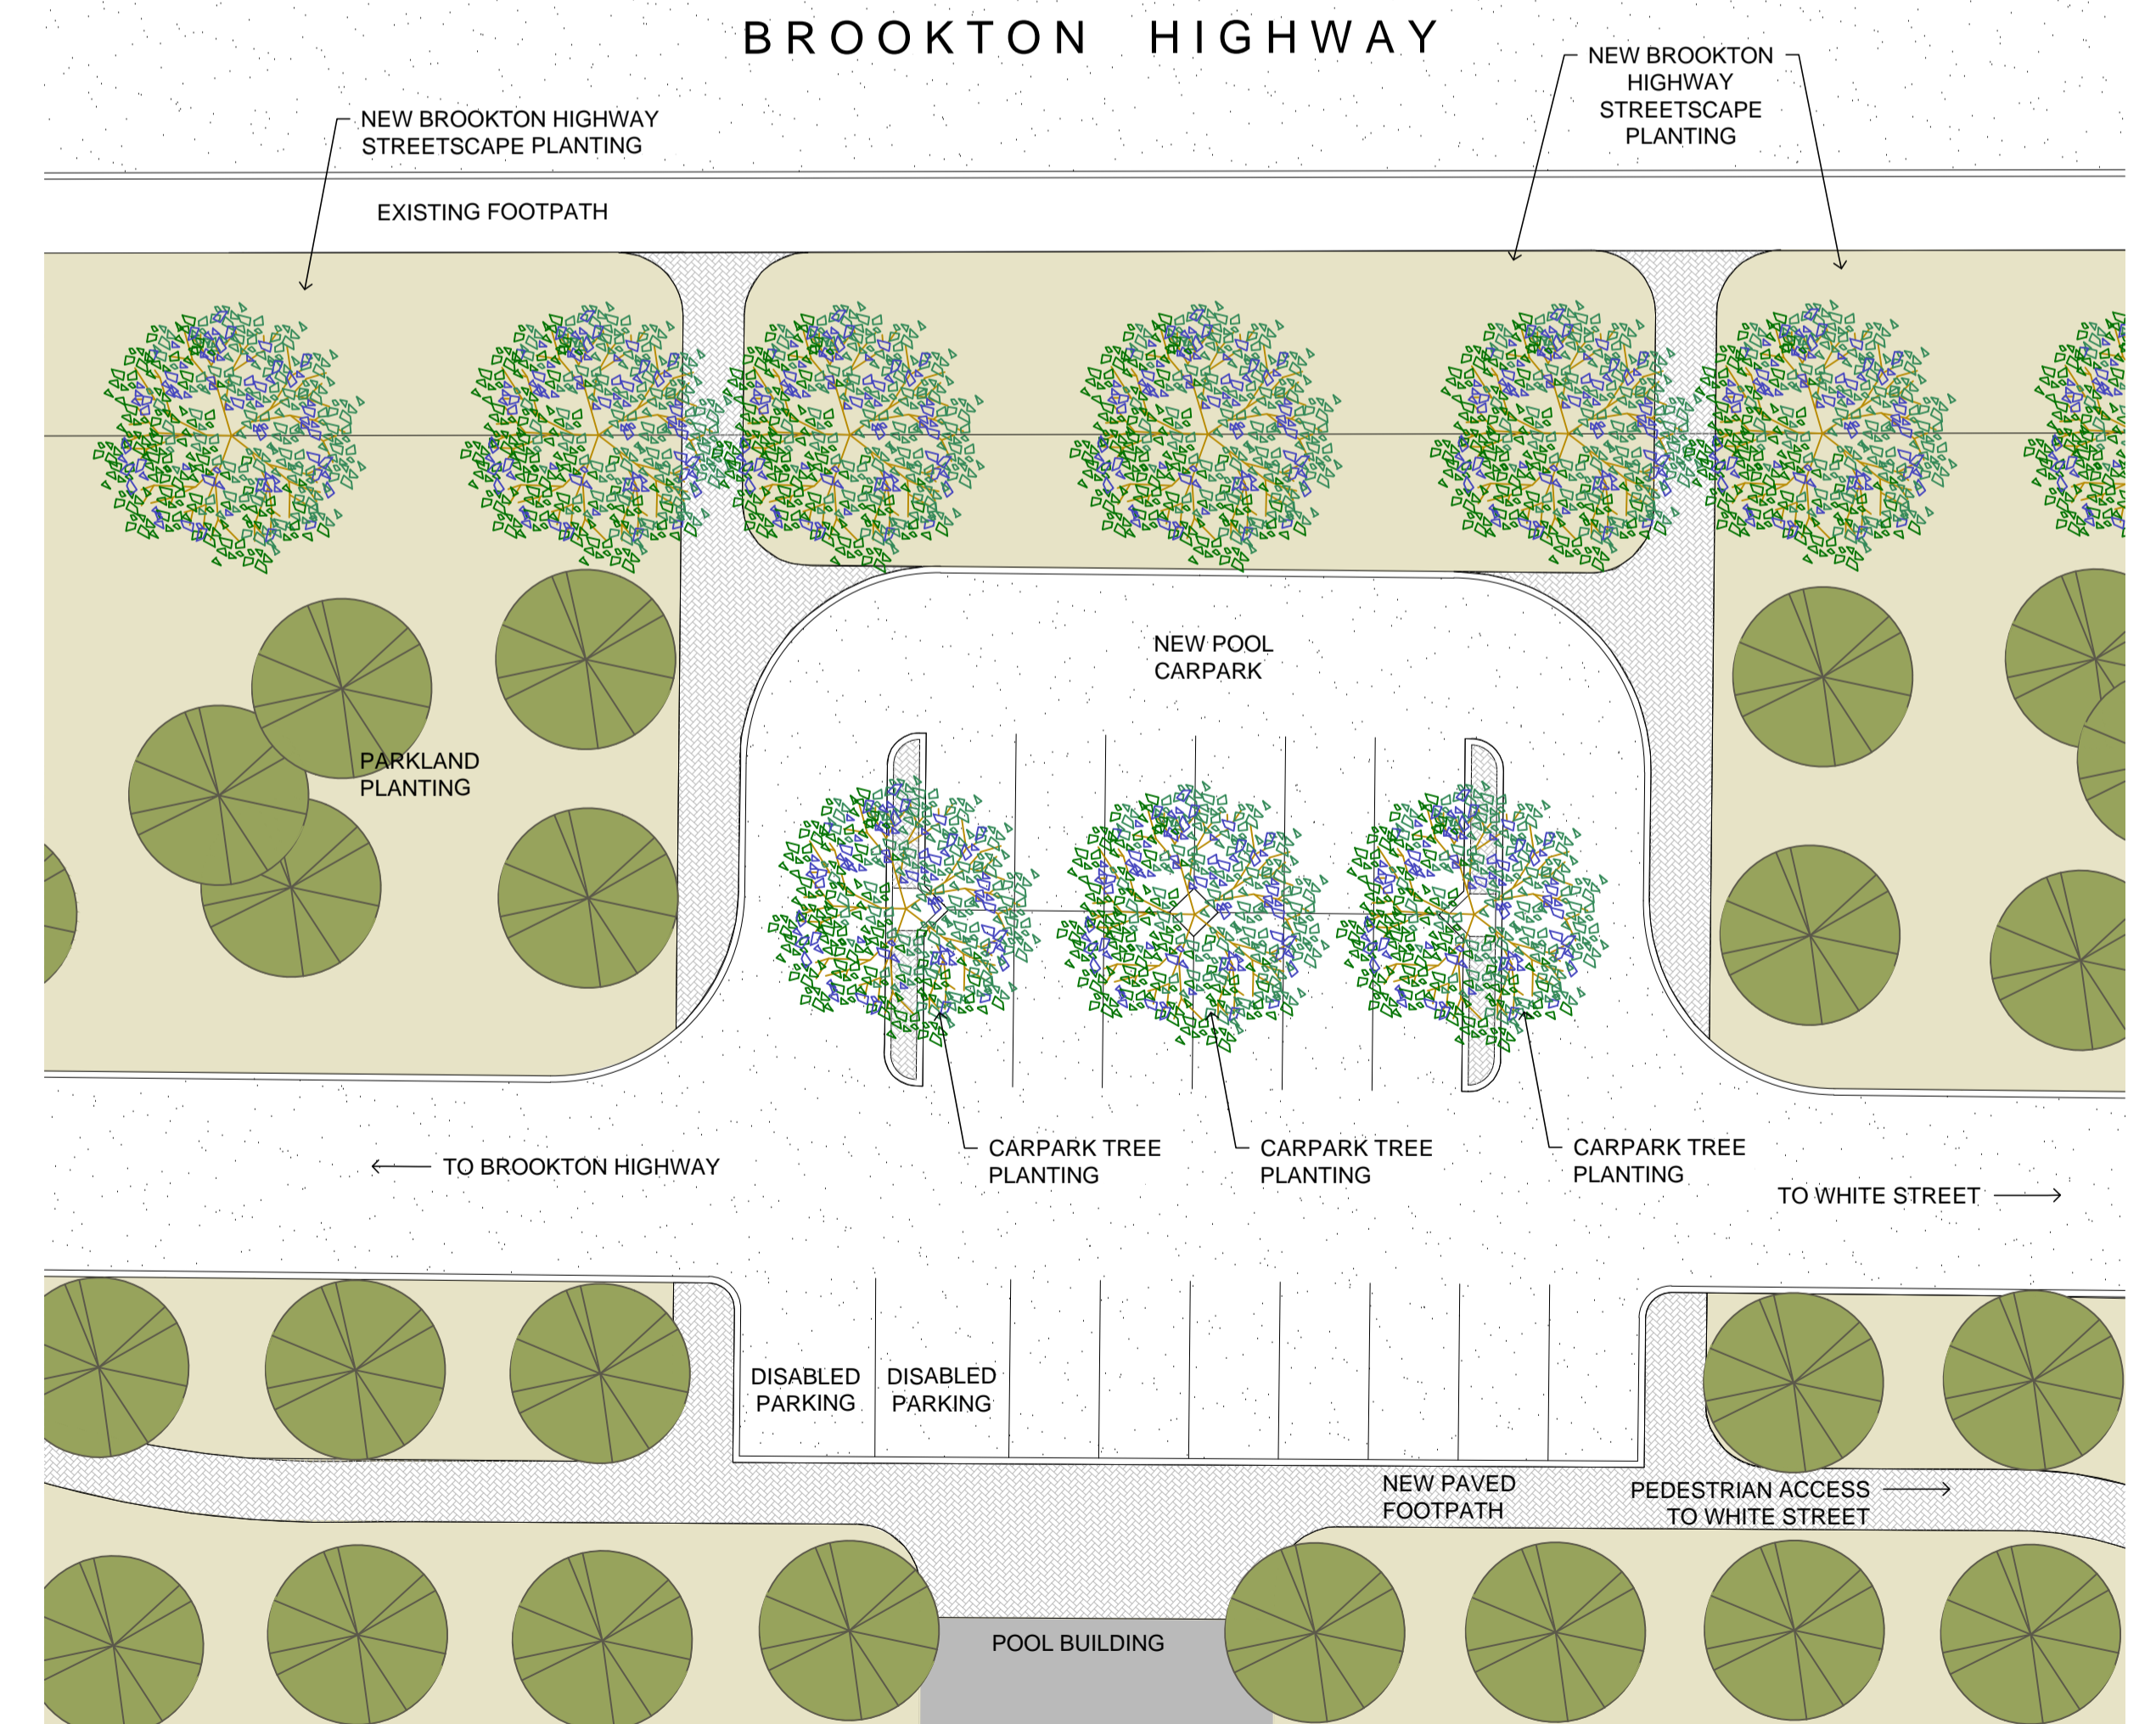 BROOKTON HIGHWAY
NEW BROOKTON
HIGHWAY
STREETSCAPE
PLANTING
NEW BROOKTON HIGHWAY
STREETSCAPE PLANTING
EXISTING FOOTPATH
NEW POOL
CARPARK
PARKLAND
PLANTING
CARPARK TREE
PLANTING
CARPARK TREE
PLANTING
CARPARK TREE
PLANTING
TO BROOKTON HIGHWAY
TO WHITE STREET
DISABLED
PARKING
DISABLED
PARKING
NEW PAVED
FOOTPATH
PEDESTRIAN ACCESS
TO WHITE STREET
POOL BUILDING